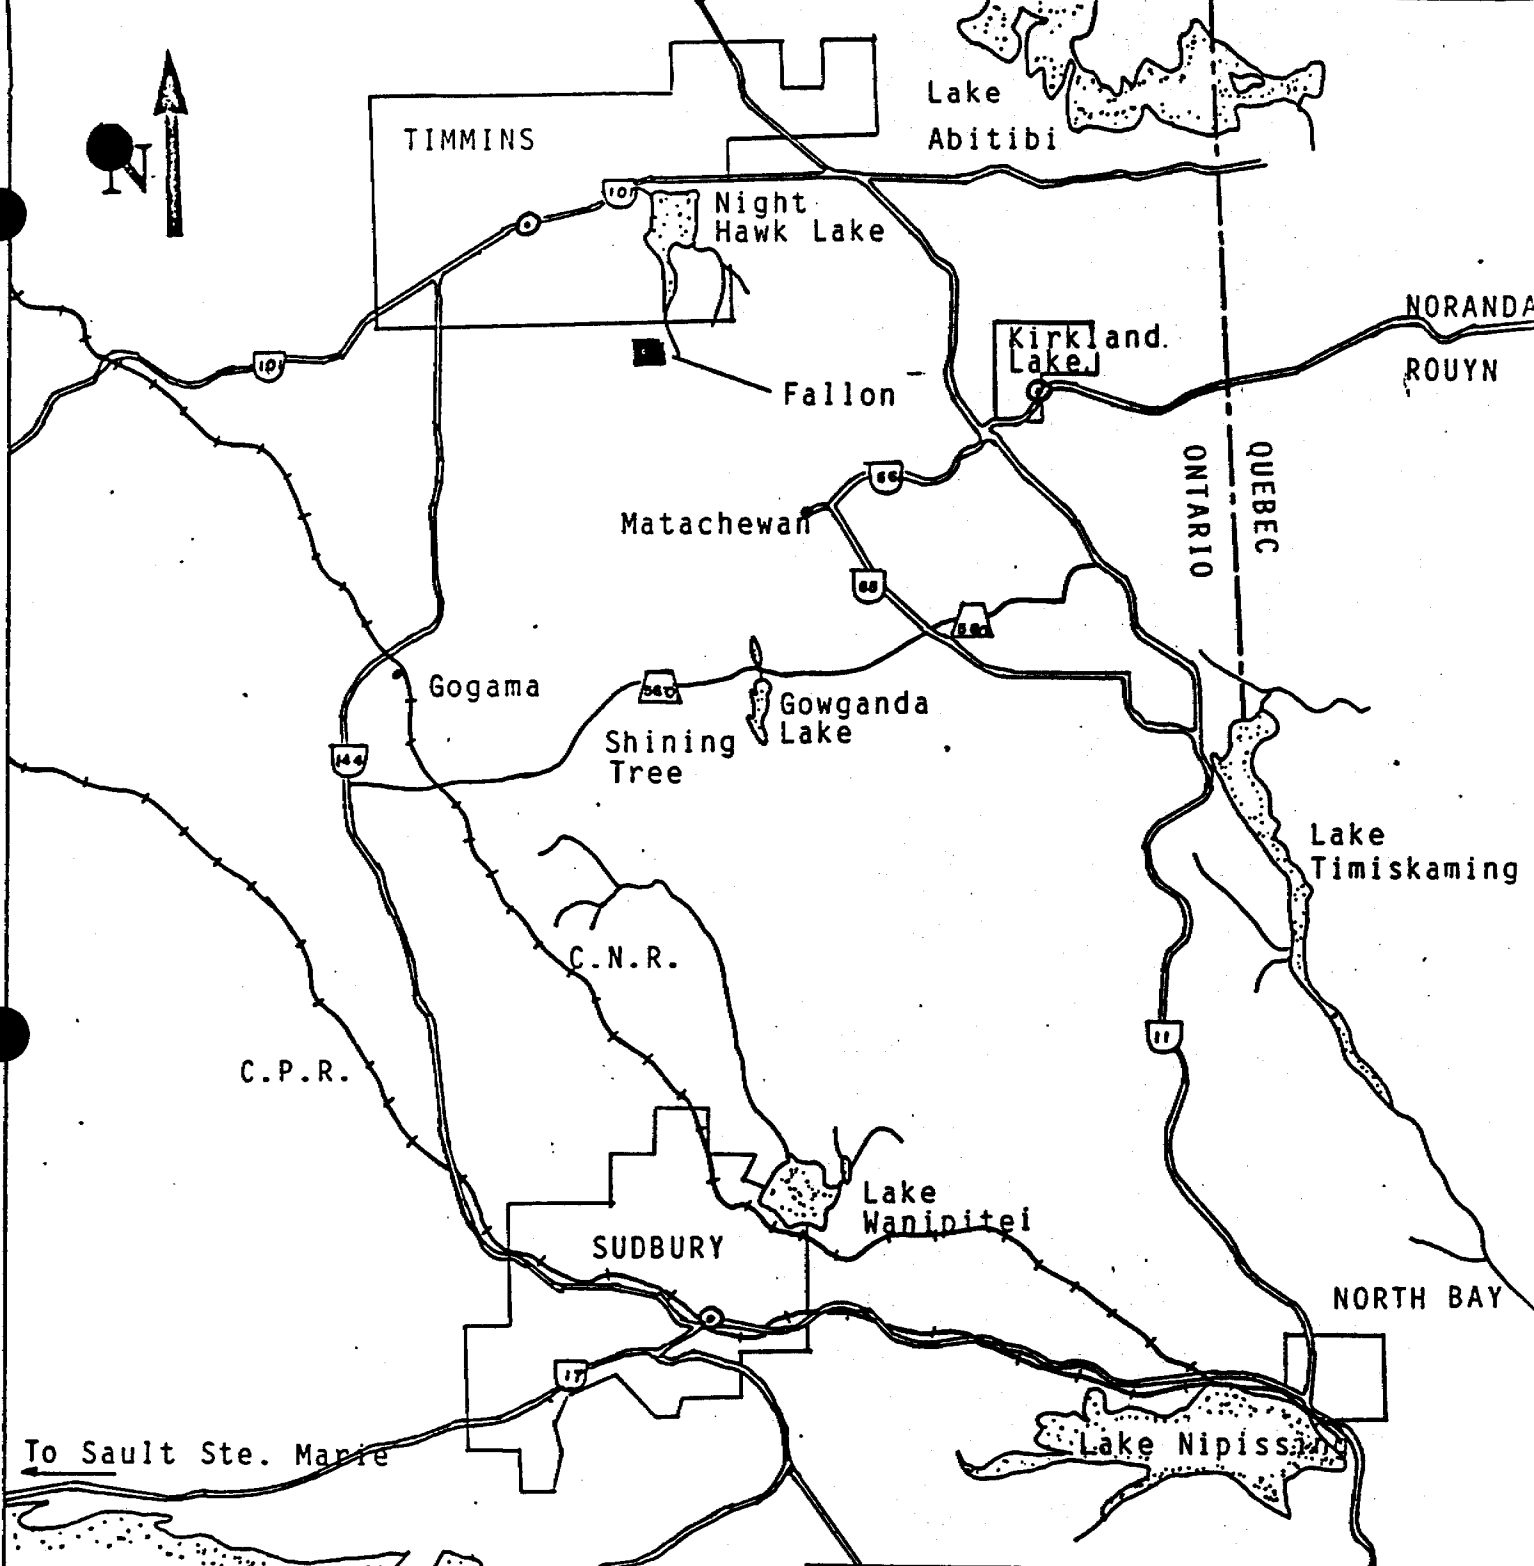 Lake
Abitibi
TIMMINS
N
101
Night
Hawk Lake
NORANDA
Kirkland
Lake
ROUYN
101
Fallon
QUEBEC
ONTARIO
66
Matachewan
65
560
Gogama
560
Gowganda
Lake
Shining
Tree
144
Lake
Timiskaming
C.N.R.
11
C.P.R.
Lake
Wanipitei
SUDBURY
NORTH BAY
17
To Sault Ste. Marie
Lake Nipissing